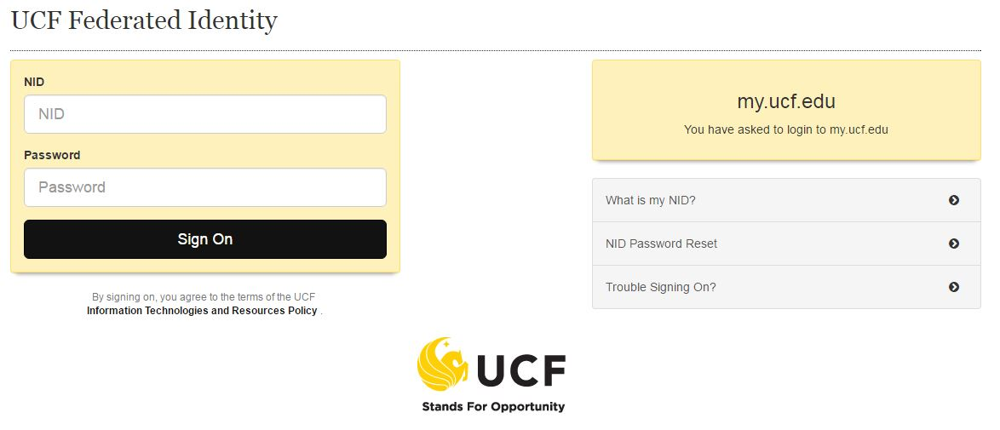 UCF Federated Identity
NID
NID
Password
Password
Sign On
By signing on, you agree to the terms of the UCF
Information Technologies and Resources Policy .
my.ucf.edu
You have asked to login to my.ucf.edu
What is my NID?
NID Password Reset
Trouble Signing On?
UCF
Stands For Opportunity